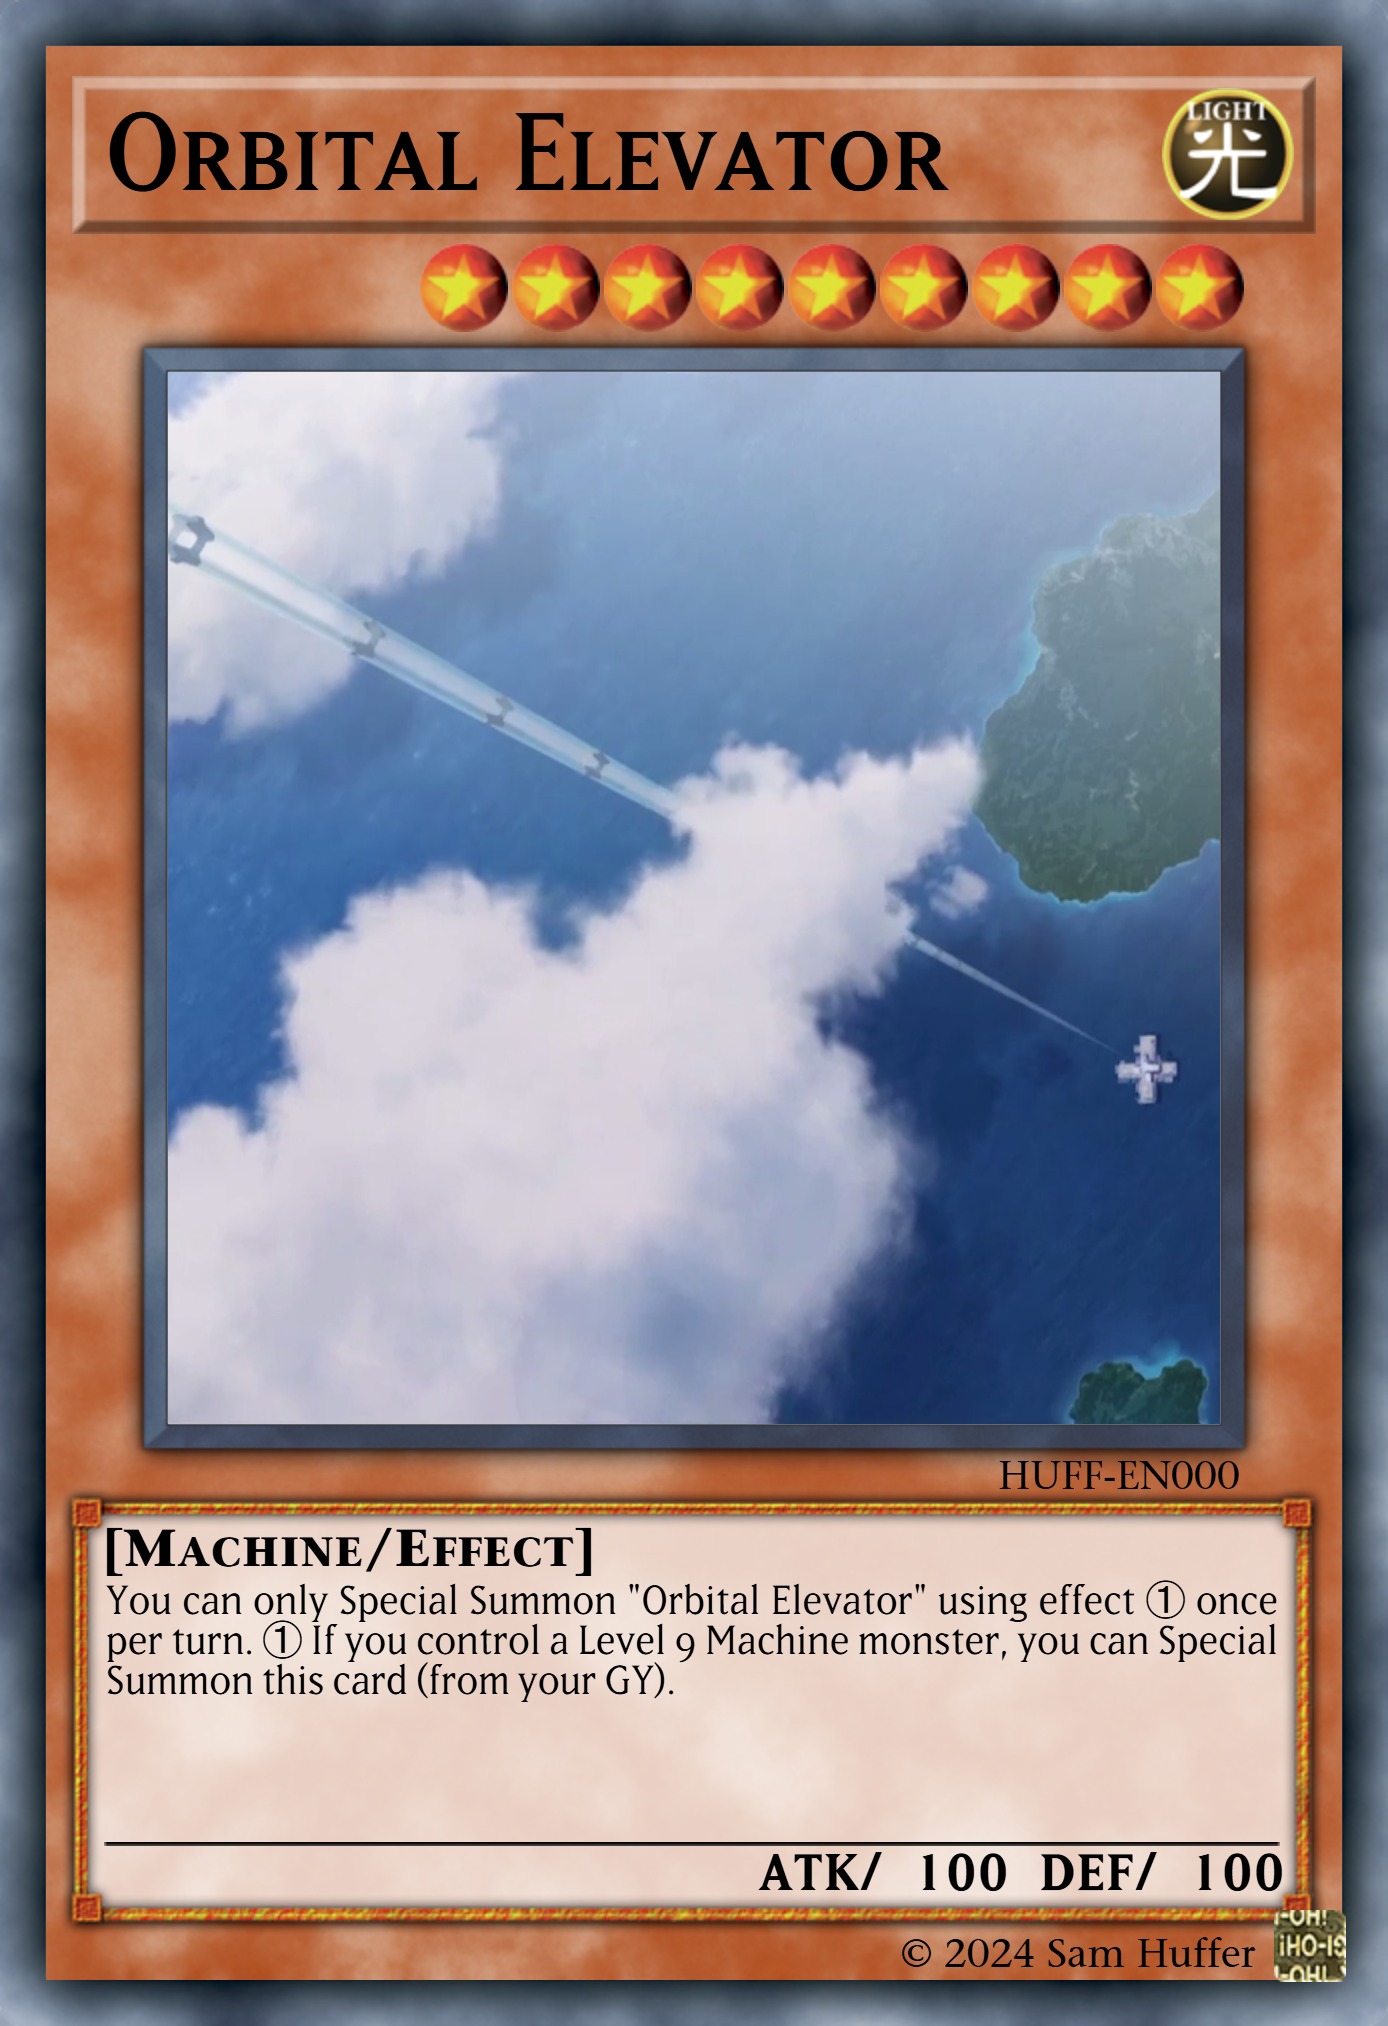 ORBITAL ELEVATOR
LIGHT
光
HUFF-EN000
[MACHINE/EFFECT]
You can only Special Summon "Orbital Elevator" using effect ① once
per turn. ① If you control a Level 9 Machine monster, you can Special
Summon this card (from your GY).
ATK/ 100 DEF/ 100
© 2024 Sam Huffer